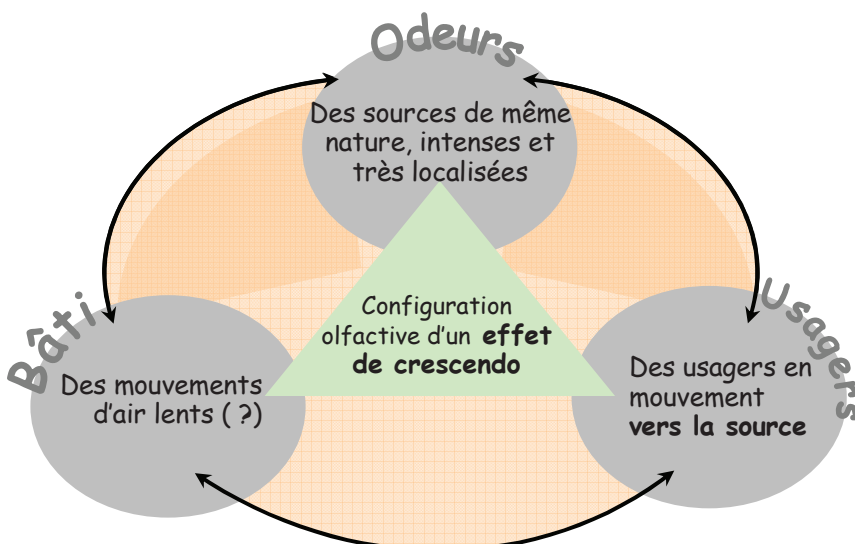 Odeurs
Des sources de même
nature, intenses et
très localisées
Configuration
olfactive d'un effet
de crescendo
Bâti
Des mouvements
d'air lents ( ?)
Usagers
Des usagers en
mouvement
vers la source